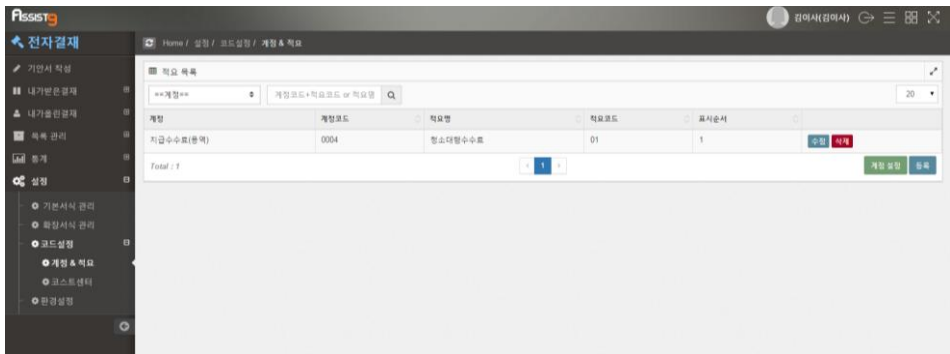 Assist9
김이사(김이사)
전자결재
Home / 설정 / 코드설정 / 계정 & 적요
기안서 작성
내가받은결재
내가올린결재
목록 관리
통계
설정
기본서식 관리
확장서식 관리
코드설정
계정 & 적요
코스트센터
환경설정
적요 목록
==계정== 계정코드+적요코드 or 적요명 20
계정 계정코드 적요명 적요코드 표시순서
지급수수료(용역) 0004 청소대행수수료 01 1 수정 삭제
Total : 1 1 계정 설정 등록